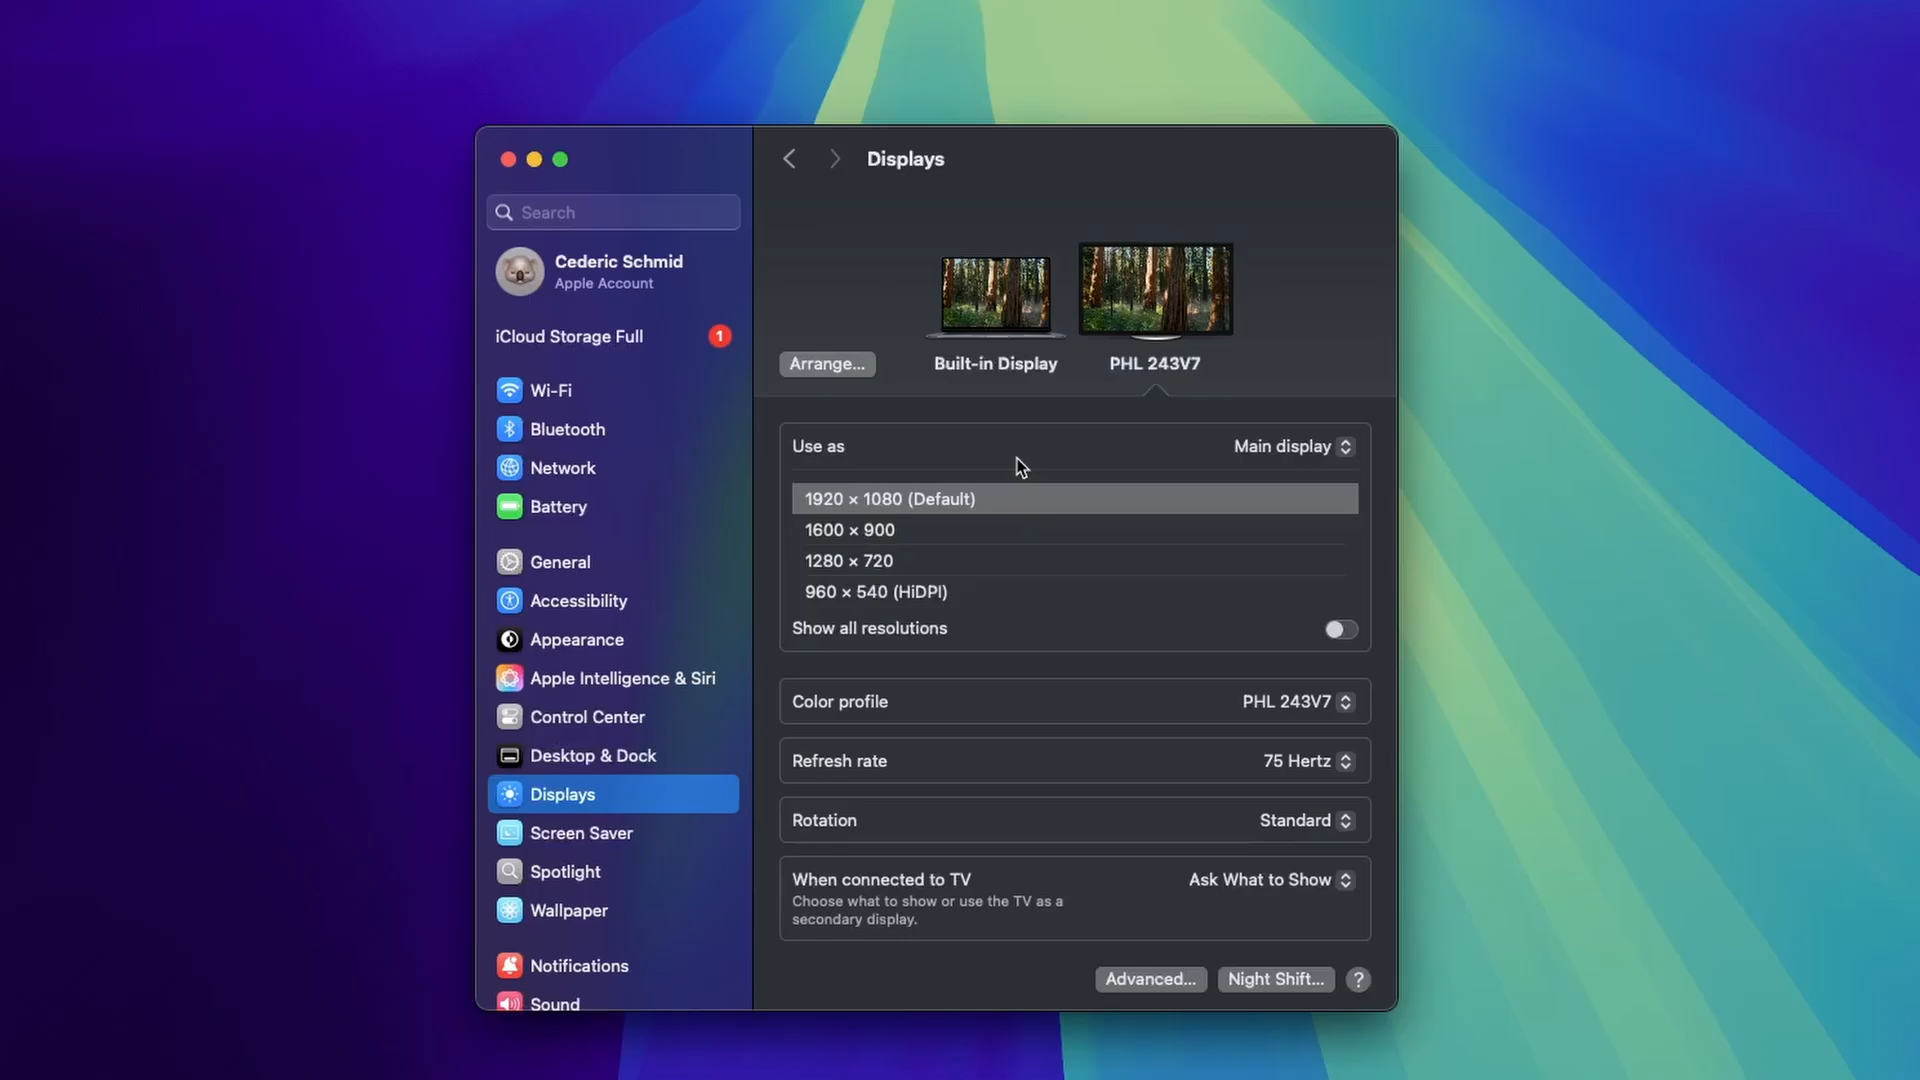 Displays
Search
Cederic Schmid
Apple Account
iCloud Storage Full
1
Wi-Fi
Bluetooth
Network
Battery
General
Accessibility
Appearance
Apple Intelligence & Siri
Control Center
Desktop & Dock
Displays
Screen Saver
Spotlight
Wallpaper
Notifications
Sound
Arrange...
Built-in Display
PHL 243V7
Use as
Main display
1920 × 1080 (Default)
1600 × 900
1280 × 720
960 × 540 (HiDPI)
Show all resolutions
Color profile
PHL 243V7
Refresh rate
75 Hertz
Rotation
Standard
When connected to TV
Ask What to Show
Choose what to show or use the TV as a
secondary display.
Advanced...
Night Shift...
?